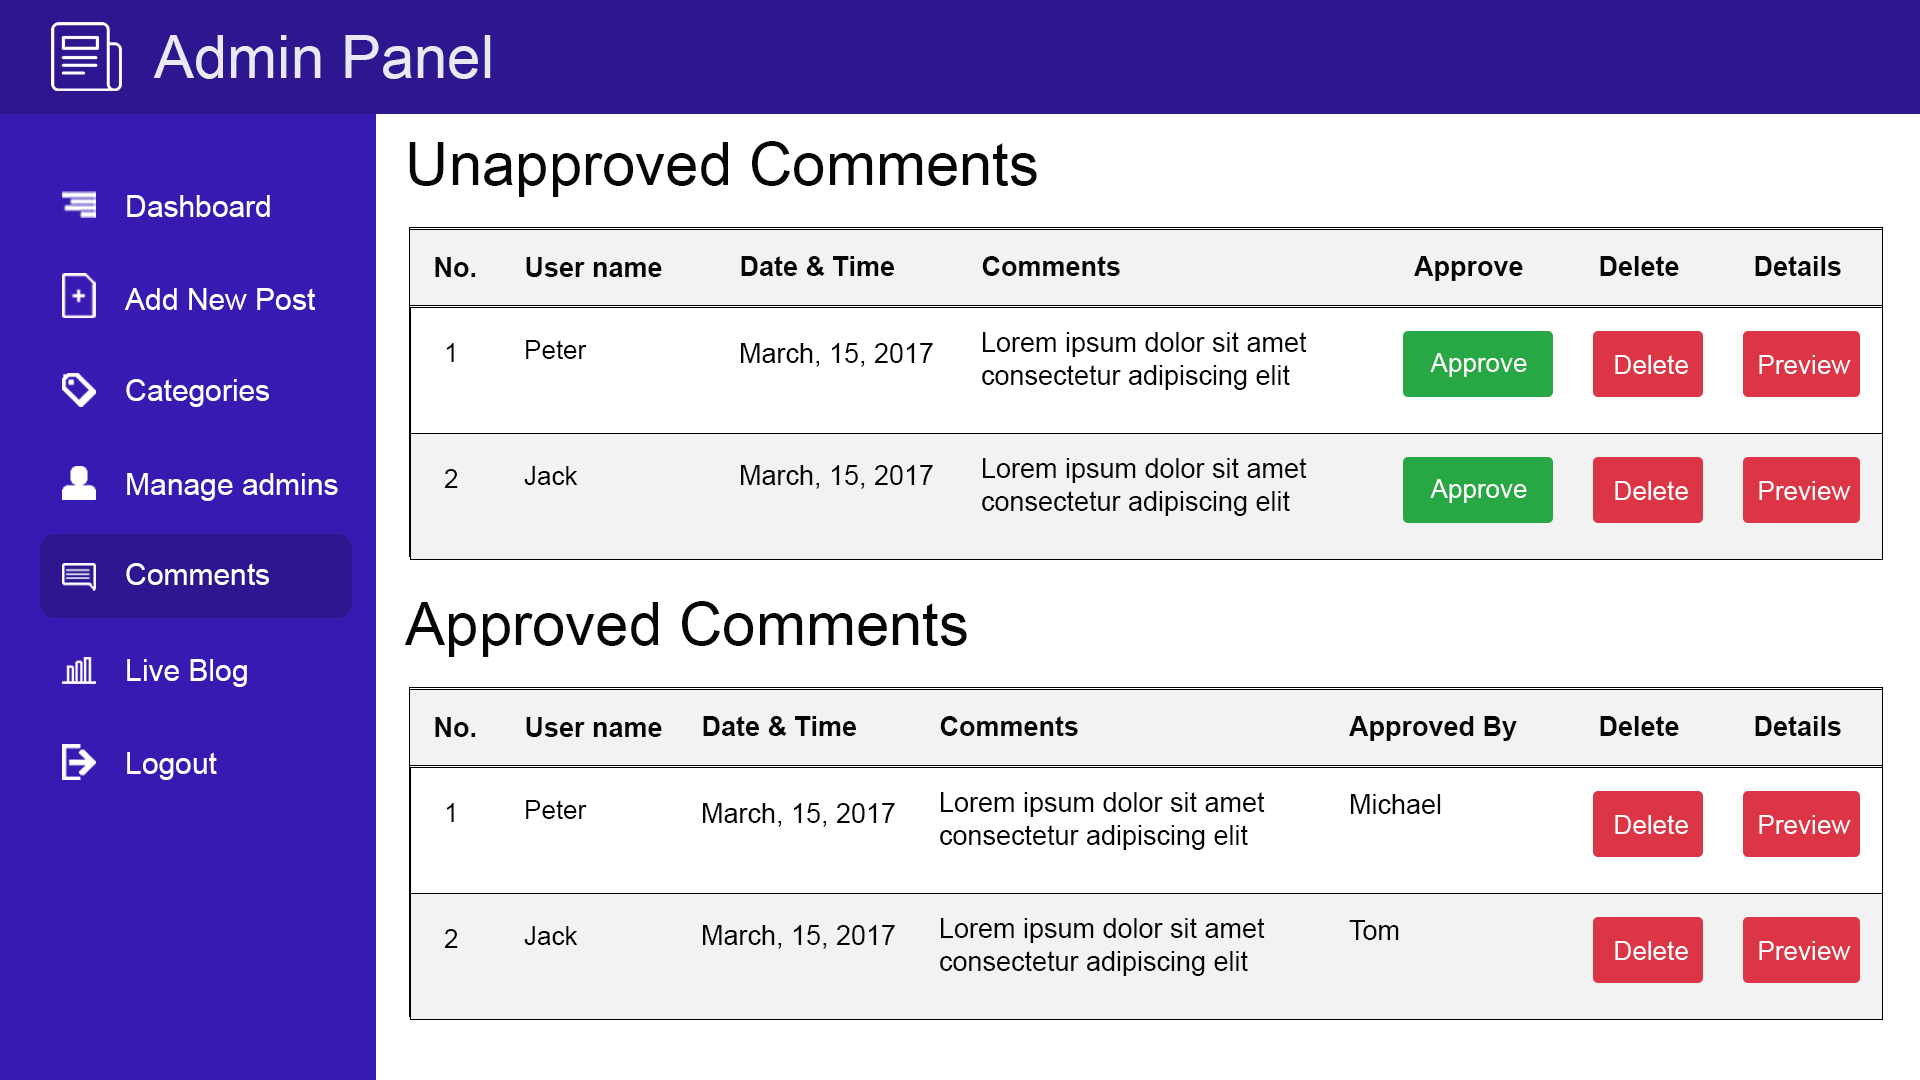 Admin Panel
Dashboard
Add New Post
Categories
Manage admins
Comments
Live Blog
Logout
Unapproved Comments
No. User name Date & Time Comments Approve Delete Details
1 Peter March, 15, 2017 Lorem ipsum dolor sit amet Approve Delete Preview
consectetur adipiscing elit
2 Jack March, 15, 2017 Lorem ipsum dolor sit amet Approve Delete Preview
consectetur adipiscing elit
Approved Comments
No. User name Date & Time Comments Approved By Delete Details
1 Peter March, 15, 2017 Lorem ipsum dolor sit amet Michael Delete Preview
consectetur adipiscing elit
2 Jack March, 15, 2017 Lorem ipsum dolor sit amet Tom Delete Preview
consectetur adipiscing elit